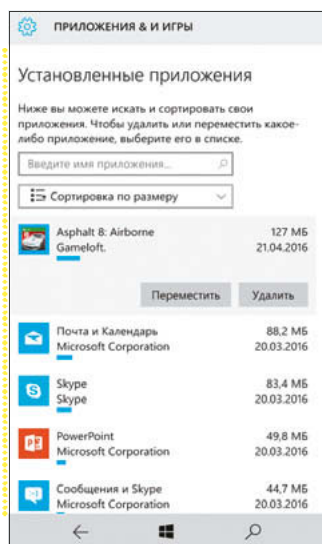 ПРИЛОЖЕНИЯ & И ИГРЫ
Установленные приложения
Ниже вы можете искать и сортировать свои
приложения. Чтобы удалить или переместить какое-
либо приложение, выберите его в списке.
Введите имя приложения...
Сортировка по размеру
Asphalt 8: Airborne 127 МБ
Gameloft. 21.04.2016
Переместить Удалить
Почта и Календарь 88,2 МБ
Microsoft Corporation 20.03.2016
Skype 83,4 МБ
Skype 20.03.2016
PowerPoint 49,8 МБ
Microsoft Corporation 20.03.2016
Сообщения и Skype 44,7 МБ
Microsoft Corporation 20.03.2016